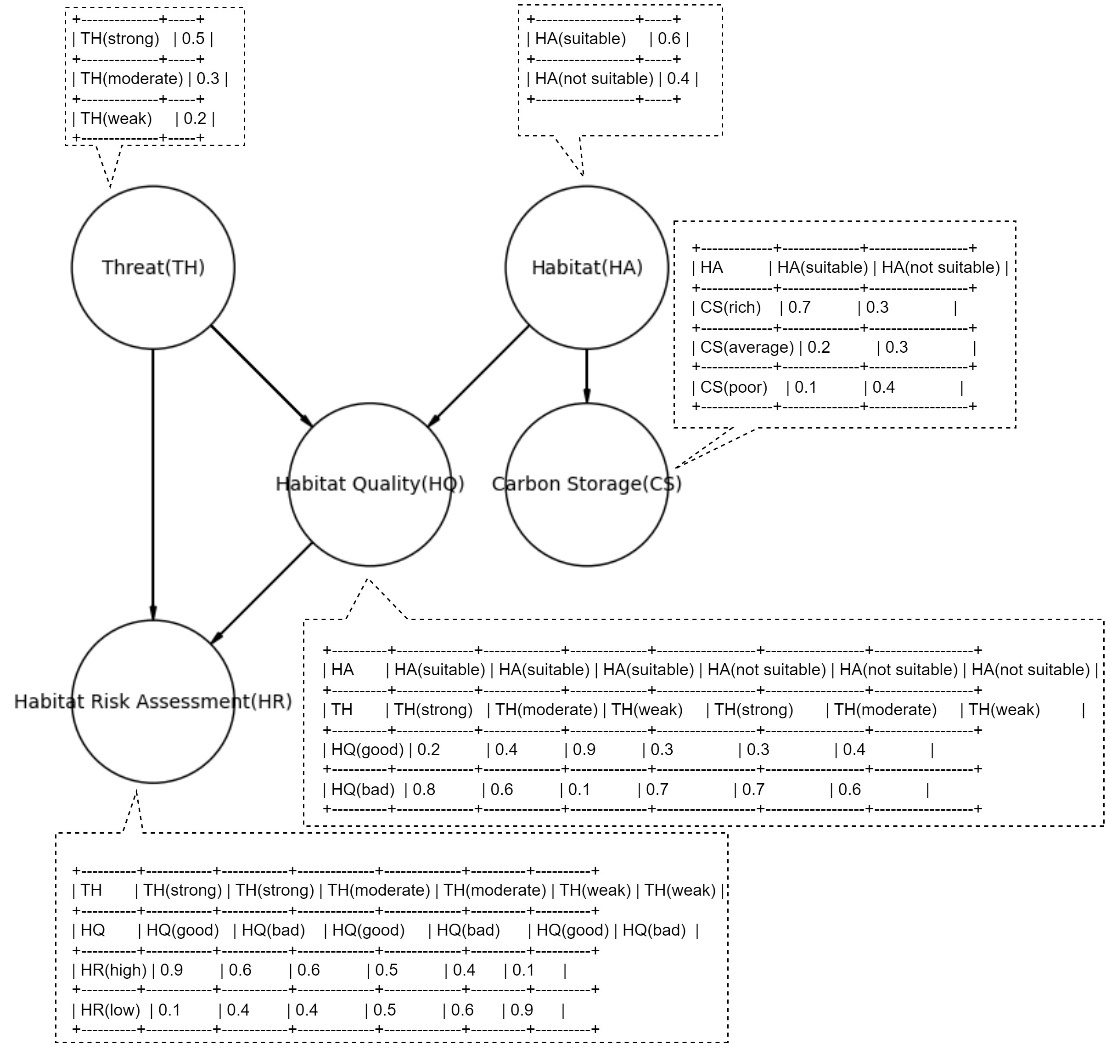 +---------------+-----+
| TH(strong) | 0.5 |
+---------------+-----+
| TH(moderate) | 0.3 |
+---------------+-----+
| TH(weak) | 0.2 |
+---------------+-----+
+-------------------+-----+
| HA(suitable) | 0.6 |
+-------------------+-----+
| HA(not suitable) | 0.4 |
+-------------------+-----+
Threat(TH)
Habitat(HA)
+-------------+--------------+------------------+
| HA | HA(suitable) | HA(not suitable) |
+-------------+--------------+------------------+
| CS(rich) | 0.7 | 0.3 |
+-------------+--------------+------------------+
| CS(average) | 0.2 | 0.3 |
+-------------+--------------+------------------+
| CS(poor) | 0.1 | 0.4 |
+-------------+--------------+------------------+
Habitat Quality(HQ)
Carbon Storage(CS)
+----------+--------------+--------------+--------------+------------------+------------------+------------------+
| HA | HA(suitable) | HA(suitable) | HA(suitable) | HA(not suitable) | HA(not suitable) | HA(not suitable) |
+----------+--------------+--------------+--------------+------------------+------------------+------------------+
| TH | TH(strong) | TH(moderate) | TH(weak) | TH(strong) | TH(moderate) | TH(weak) |
+----------+--------------+--------------+--------------+------------------+------------------+------------------+
| HQ(good) | 0.2 | 0.4 | 0.9 | 0.3 | 0.3 | 0.4 |
+----------+--------------+--------------+--------------+------------------+------------------+------------------+
| HQ(bad) | 0.8 | 0.6 | 0.1 | 0.7 | 0.7 | 0.6 |
+----------+--------------+--------------+--------------+------------------+------------------+------------------+
Habitat Risk Assessment(HR)
+----------+------------+------------+--------------+--------------+----------+----------+
| TH | TH(strong) | TH(strong) | TH(moderate) | TH(moderate) | TH(weak) | TH(weak) |
+----------+------------+------------+--------------+--------------+----------+----------+
| HQ | HQ(good) | HQ(bad) | HQ(good) | HQ(bad) | HQ(good) | HQ(bad) |
+----------+------------+------------+--------------+--------------+----------+----------+
| HR(high) | 0.9 | 0.6 | 0.6 | 0.5 | 0.4 | 0.1 |
+----------+------------+------------+--------------+--------------+----------+----------+
| HR(low) | 0.1 | 0.4 | 0.4 | 0.5 | 0.6 | 0.9 |
+----------+------------+------------+--------------+--------------+----------+----------+